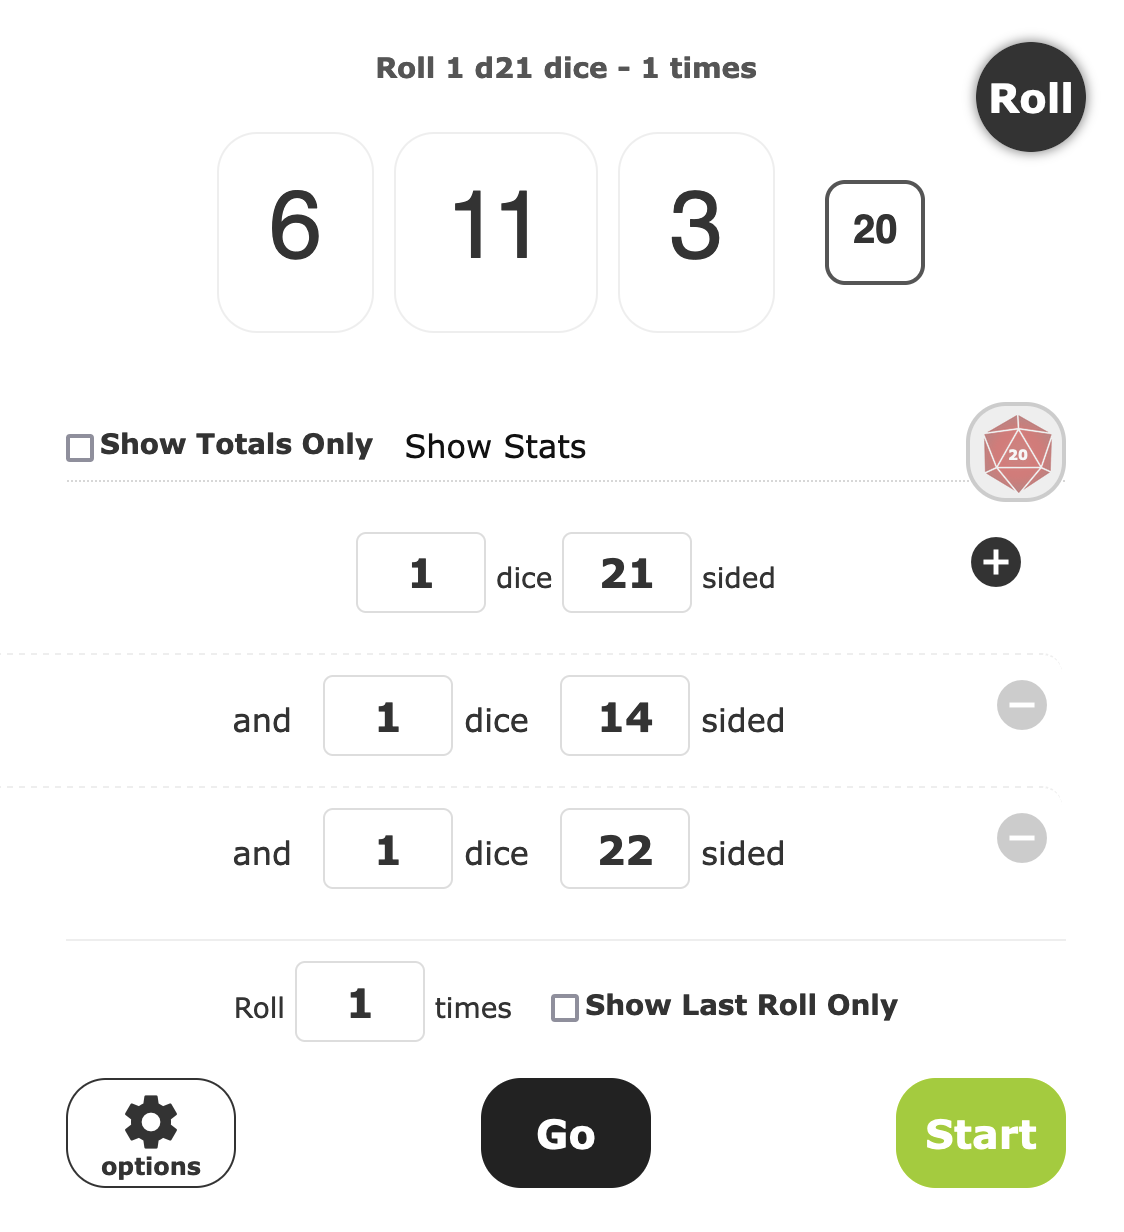 Roll 1 d21 dice - 1 times
Roll
6 11 3 20
Show Totals Only Show Stats
20
1 dice 21 sided
+
and 1 dice 14 sided
−
and 1 dice 22 sided
−
Roll 1 times Show Last Roll Only
options
Go
Start